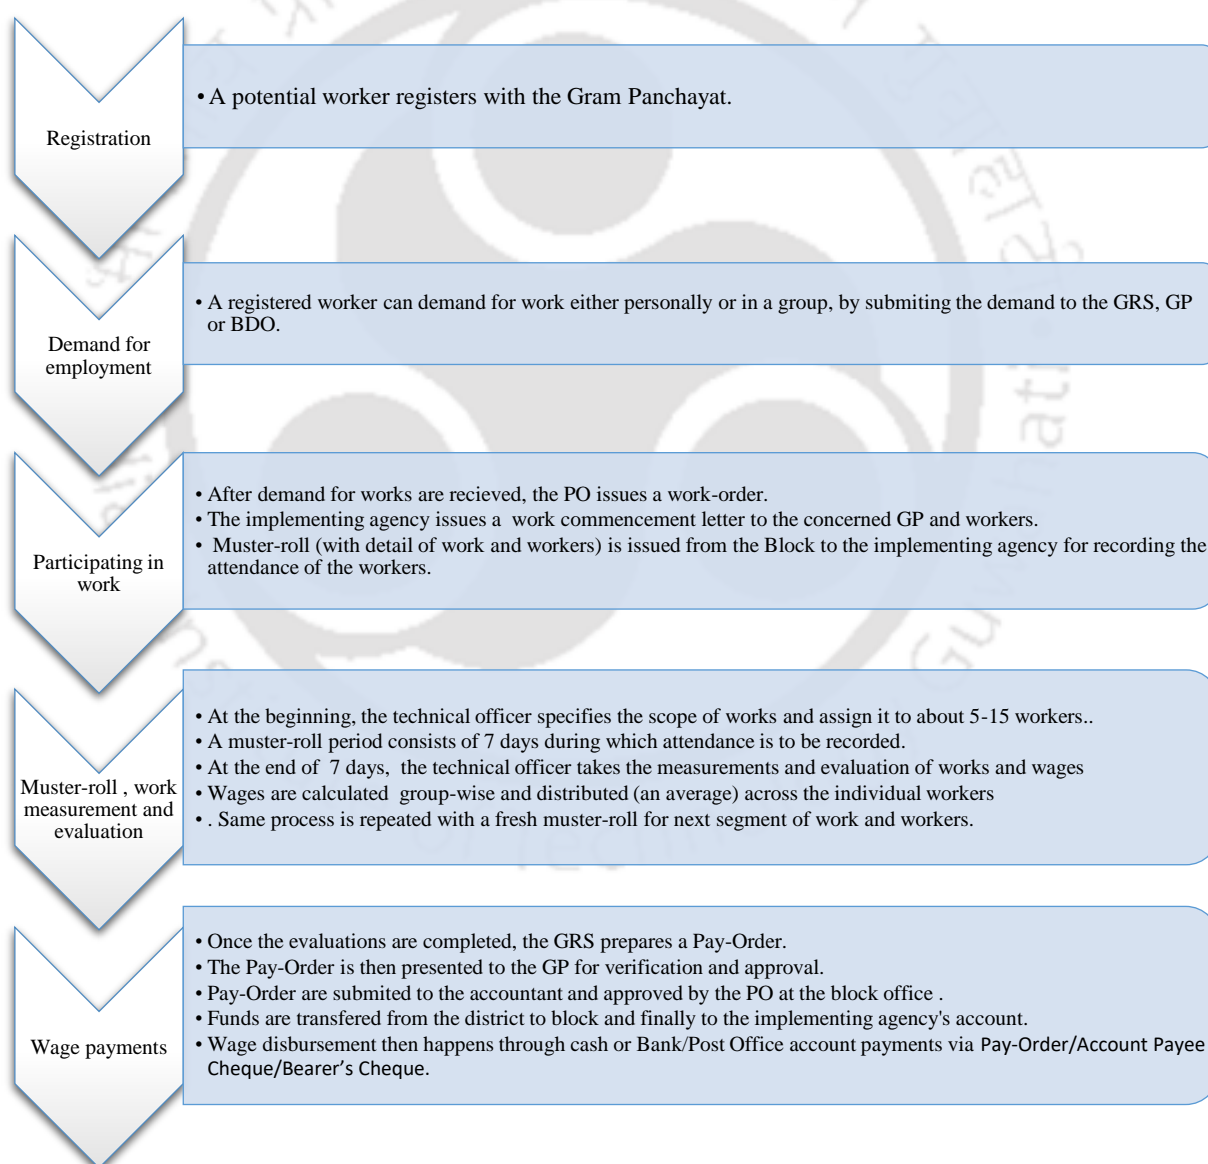 Registration
• A potential worker registers with the Gram Panchayat.
Demand for
employment
• A registered worker can demand for work either personally or in a group, by submiting the demand to the GRS, GP
or BDO.
Participating in
work
• After demand for works are recieved, the PO issues a work-order.
• The implementing agency issues a work commencement letter to the concerned GP and workers.
• Muster-roll (with detail of work and workers) is issued from the Block to the implementing agency for recording the
attendance of the workers.
Muster-roll , work
measurement and
evaluation
• At the beginning, the technical officer specifies the scope of works and assign it to about 5-15 workers..
• A muster-roll period consists of 7 days during which attendance is to be recorded.
• At the end of 7 days, the technical officer takes the measurements and evaluation of works and wages
• Wages are calculated group-wise and distributed (an average) across the individual workers
• . Same process is repeated with a fresh muster-roll for next segment of work and workers.
Wage payments
• Once the evaluations are completed, the GRS prepares a Pay-Order.
• The Pay-Order is then presented to the GP for verification and approval.
• Pay-Order are submited to the accountant and approved by the PO at the block office .
• Funds are transfered from the district to block and finally to the implementing agency's account.
• Wage disbursement then happens through cash or Bank/Post Office account payments via Pay-Order/Account Payee
Cheque/Bearer’s Cheque.